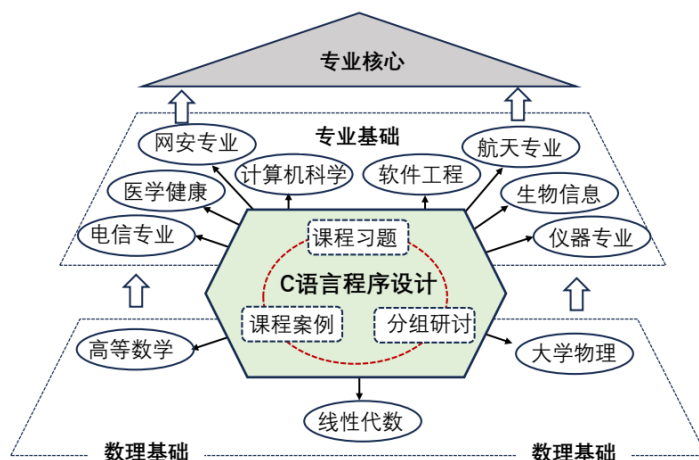 专业核心
专业基础
网安专业
航天专业
计算机科学
软件工程
医学健康
生物信息
电信专业
仪器专业
课程习题
C语言程序设计
课程案例
分组研讨
高等数学
大学物理
线性代数
数理基础
数理基础